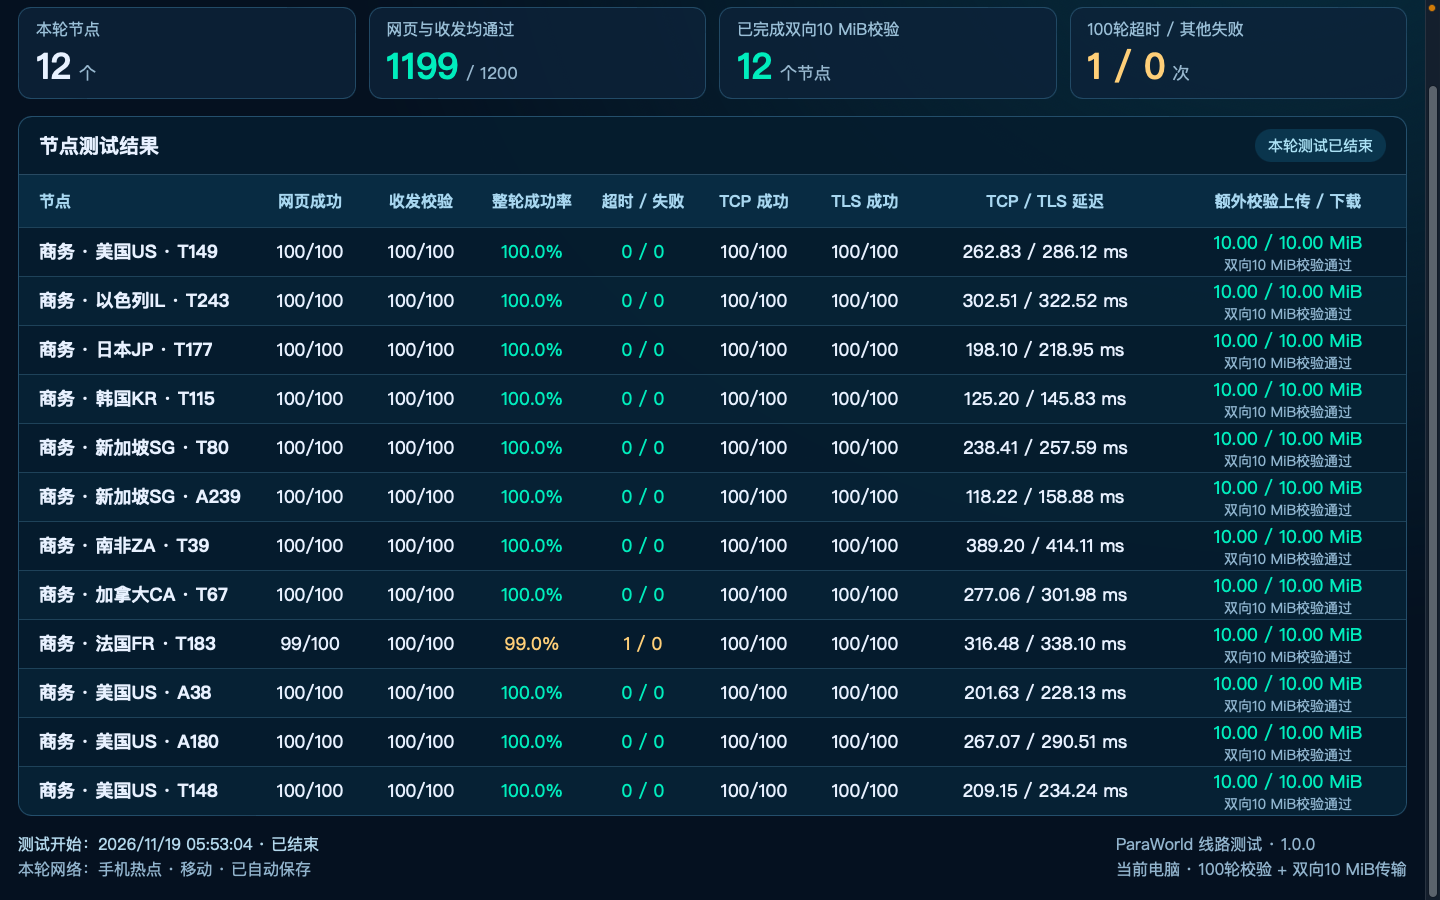 本轮节点
12 个
网页与收发均通过
1199 / 1200
已完成双向10 MiB校验
12 个节点
100轮超时 / 其他失败
1 / 0 次
节点测试结果
本轮测试已结束
节点 网页成功 收发校验 整轮成功率 超时 / 失败 TCP 成功 TLS 成功 TCP / TLS 延迟 额外校验上传 / 下载
商务 · 美国US · T149 100/100 100/100 100.0% 0 / 0 100/100 100/100 262.83 / 286.12 ms 10.00 / 10.00 MiB
双向10 MiB校验通过
商务 · 以色列IL · T243 100/100 100/100 100.0% 0 / 0 100/100 100/100 302.51 / 322.52 ms 10.00 / 10.00 MiB
双向10 MiB校验通过
商务 · 日本JP · T177 100/100 100/100 100.0% 0 / 0 100/100 100/100 198.10 / 218.95 ms 10.00 / 10.00 MiB
双向10 MiB校验通过
商务 · 韩国KR · T115 100/100 100/100 100.0% 0 / 0 100/100 100/100 125.20 / 145.83 ms 10.00 / 10.00 MiB
双向10 MiB校验通过
商务 · 新加坡SG · T80 100/100 100/100 100.0% 0 / 0 100/100 100/100 238.41 / 257.59 ms 10.00 / 10.00 MiB
双向10 MiB校验通过
商务 · 新加坡SG · A239 100/100 100/100 100.0% 0 / 0 100/100 100/100 118.22 / 158.88 ms 10.00 / 10.00 MiB
双向10 MiB校验通过
商务 · 南非ZA · T39 100/100 100/100 100.0% 0 / 0 100/100 100/100 389.20 / 414.11 ms 10.00 / 10.00 MiB
双向10 MiB校验通过
商务 · 加拿大CA · T67 100/100 100/100 100.0% 0 / 0 100/100 100/100 277.06 / 301.98 ms 10.00 / 10.00 MiB
双向10 MiB校验通过
商务 · 法国FR · T183 99/100 100/100 99.0% 1 / 0 100/100 100/100 316.48 / 338.10 ms 10.00 / 10.00 MiB
双向10 MiB校验通过
商务 · 美国US · A38 100/100 100/100 100.0% 0 / 0 100/100 100/100 201.63 / 228.13 ms 10.00 / 10.00 MiB
双向10 MiB校验通过
商务 · 美国US · A180 100/100 100/100 100.0% 0 / 0 100/100 100/100 267.07 / 290.51 ms 10.00 / 10.00 MiB
双向10 MiB校验通过
商务 · 美国US · T148 100/100 100/100 100.0% 0 / 0 100/100 100/100 209.15 / 234.24 ms 10.00 / 10.00 MiB
双向10 MiB校验通过
测试开始：2026/11/19 05:53:04 · 已结束
本轮网络：手机热点 · 移动 · 已自动保存
ParaWorld 线路测试 · 1.0.0
当前电脑 · 100轮校验 + 双向10 MiB传输